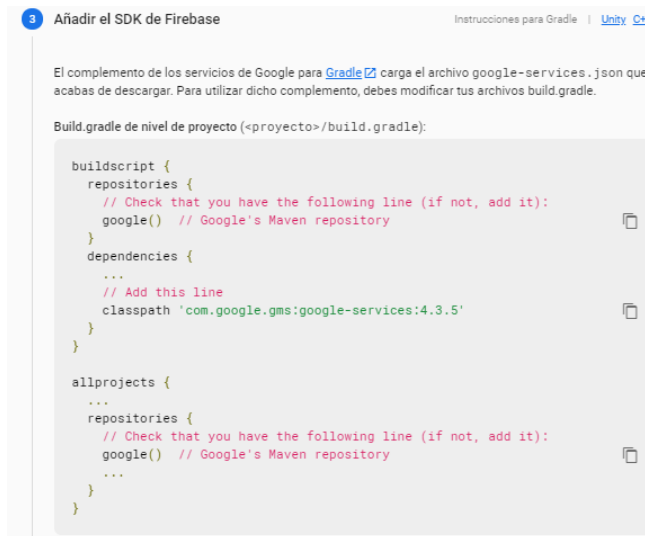 3 Añadir el SDK de Firebase Instrucciones para Gradle | Unity C+
El complemento de los servicios de Google para Gradle carga el archivo google-services.json que
acabas de descargar. Para utilizar dicho complemento, debes modificar tus archivos build.gradle.
Build.gradle de nivel de proyecto (<proyecto>/build.gradle):
buildscript {
repositories {
// Check that you have the following line (if not, add it):
google() // Google's Maven repository
}
dependencies {
...
// Add this line
classpath 'com.google.gms:google-services:4.3.5'
}
}
allprojects {
...
repositories {
// Check that you have the following line (if not, add it):
google() // Google's Maven repository
...
}
}